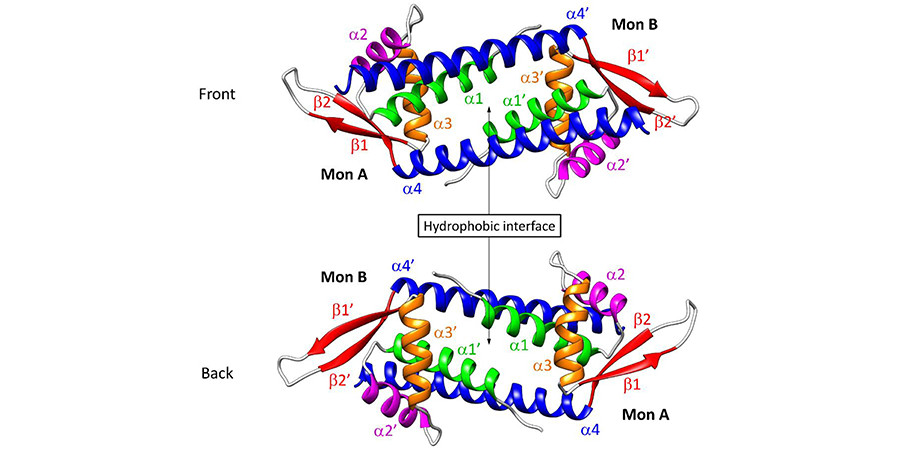 α4’
Mon B
α2
β1’
Front
α3’
β2
α1
α1’
β2’
α3
β1
α2’
Mon A
α4
Hydrophobic interface
Mon B
α4’
α2
β1’
β2
α3’
α1
α1’
α3
Back
β2’
β1
Mon A
α2’
α4